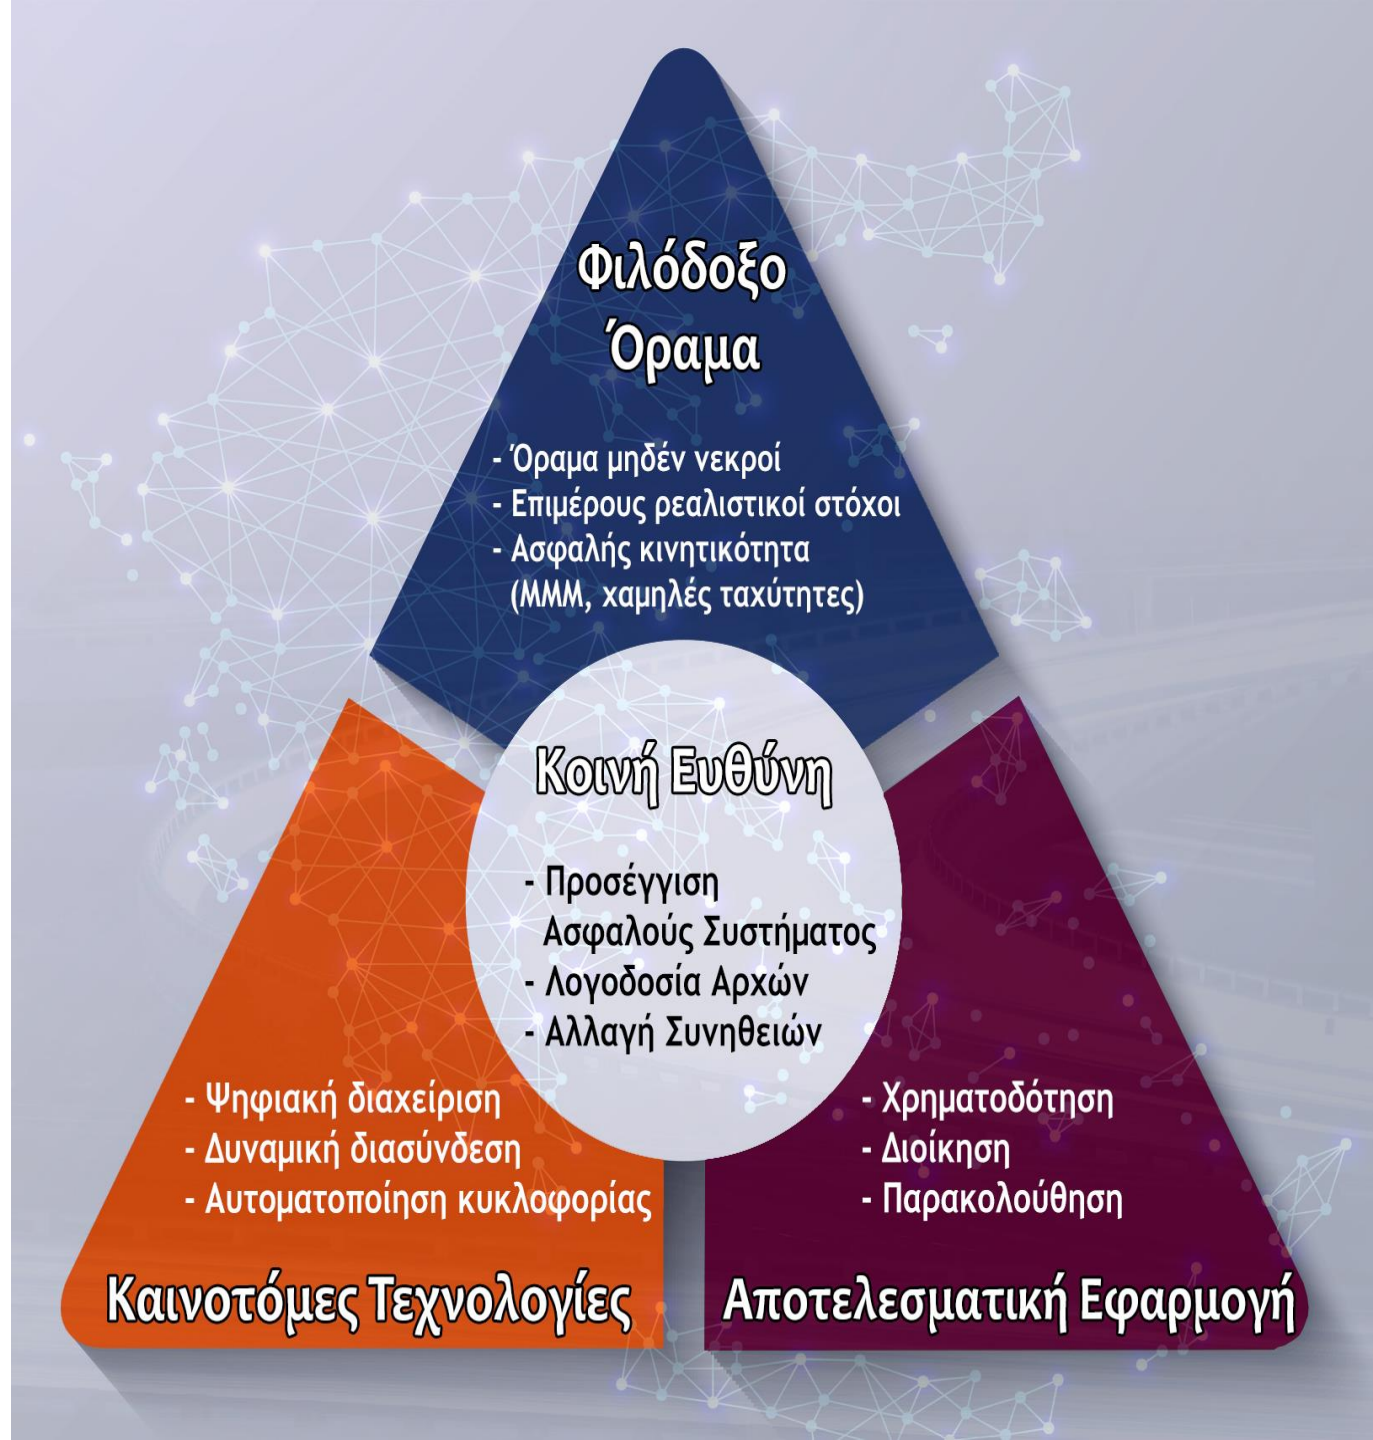 Φιλόδοξο
Όραμα
- Όραμα μηδέν νεκροί
- Επιμέρους ρεαλιστικοί στόχοι
- Ασφαλής κινητικότητα
(ΜΜΜ, χαμηλές ταχύτητες)
Κοινή Ευθύνη
- Προσέγγιση
Ασφαλούς Συστήματος
- Λογοδοσία Αρχών
- Αλλαγή Συνηθειών
- Ψηφιακή διαχείριση
- Δυναμική διασύνδεση
- Αυτοματοποίηση κυκλοφορίας
Καινοτόμες Τεχνολογίες
- Χρηματοδότηση
- Διοίκηση
- Παρακολούθηση
Αποτελεσματική Εφαρμογή